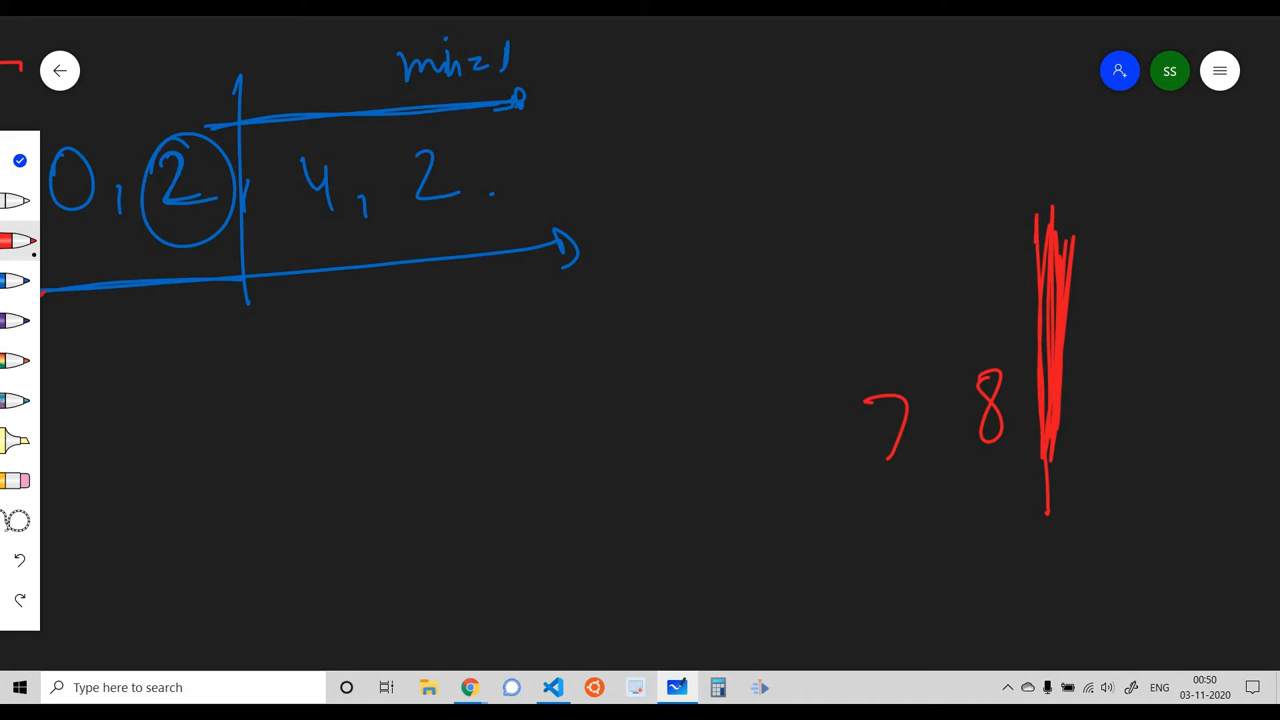 min = 1
SS
0, 2, 4, 2.
7 8
Type here to search
ENG
00:50
03-11-2020